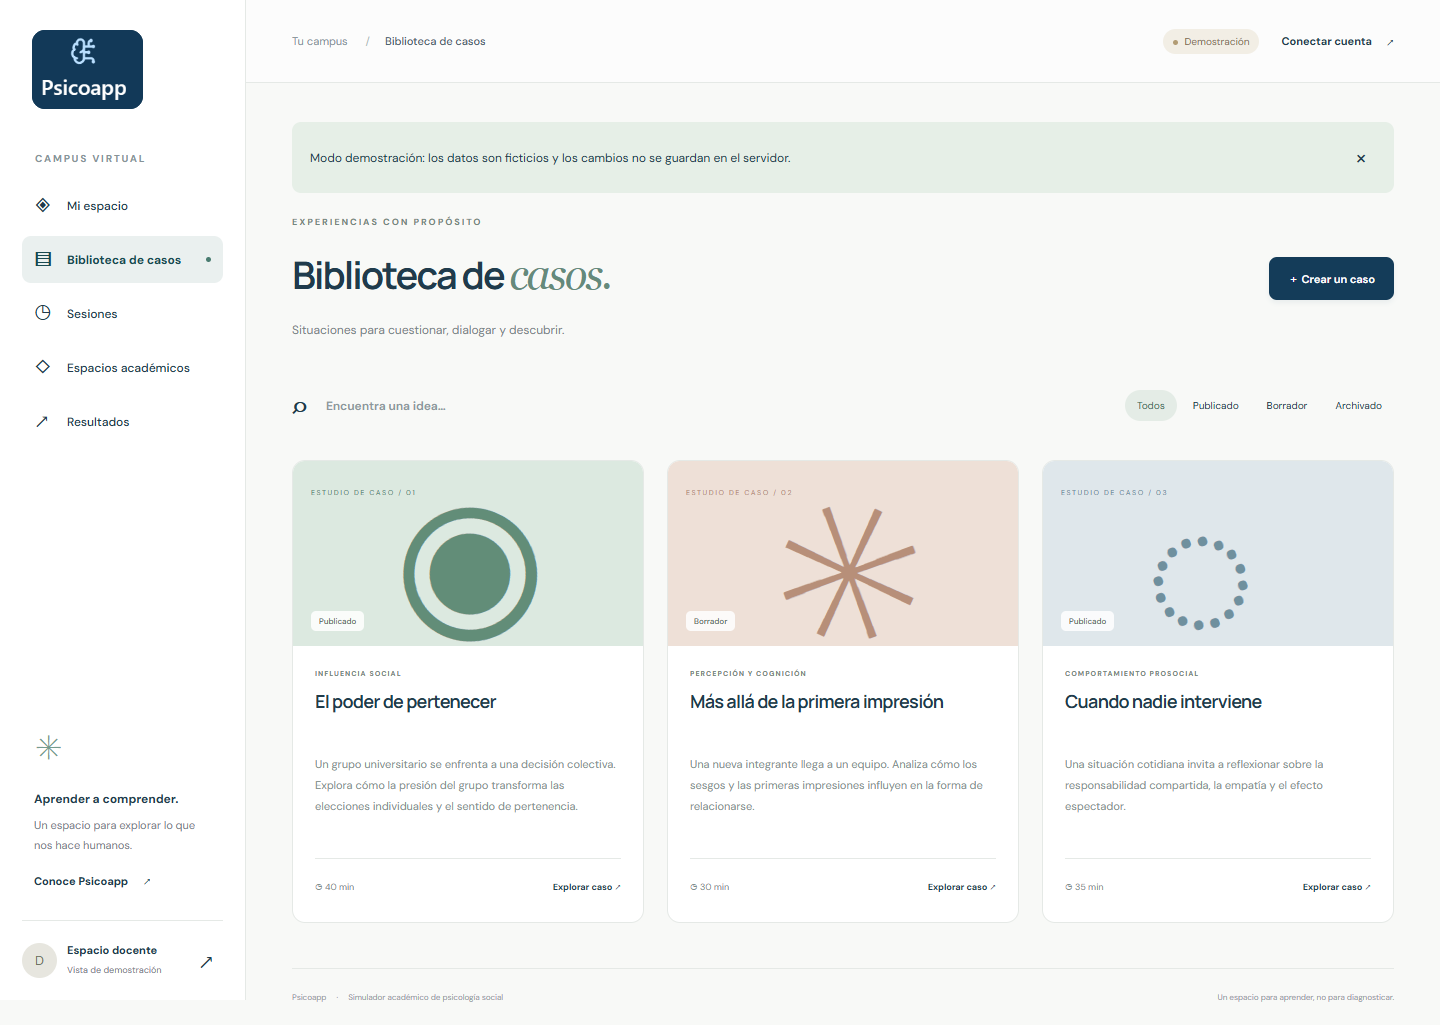 Psicoapp
CAMPUS VIRTUAL
Mi espacio
Biblioteca de casos
Sesiones
Espacios académicos
Resultados
Aprender a comprender.
Un espacio para explorar lo que
nos hace humanos.
Conoce Psicoapp ↗
D
Espacio docente
Vista de demostración
↗
Tu campus / Biblioteca de casos
Demostración
Conectar cuenta ↗
Modo demostración: los datos son ficticios y los cambios no se guardan en el servidor.
×
EXPERIENCIAS CON PROPÓSITO
Biblioteca de casos.
+ Crear un caso
Situaciones para cuestionar, dialogar y descubrir.
Encuentra una idea...
Todos Publicado Borrador Archivado
ESTUDIO DE CASO / 01
Publicado
INFLUENCIA SOCIAL
El poder de pertenecer
Un grupo universitario se enfrenta a una decisión colectiva.
Explora cómo la presión del grupo transforma las
elecciones individuales y el sentido de pertenencia.
40 min Explorar caso ↗
ESTUDIO DE CASO / 02
Borrador
PERCEPCIÓN Y COGNICIÓN
Más allá de la primera impresión
Una nueva integrante llega a un equipo. Analiza cómo los
sesgos y las primeras impresiones influyen en la forma de
relacionarse.
30 min Explorar caso ↗
ESTUDIO DE CASO / 03
Publicado
COMPORTAMIENTO PROSOCIAL
Cuando nadie interviene
Una situación cotidiana invita a reflexionar sobre la
responsabilidad compartida, la empatía y el efecto
espectador.
35 min Explorar caso ↗
Psicoapp · Simulador académico de psicología social
Un espacio para aprender, no para diagnosticar.